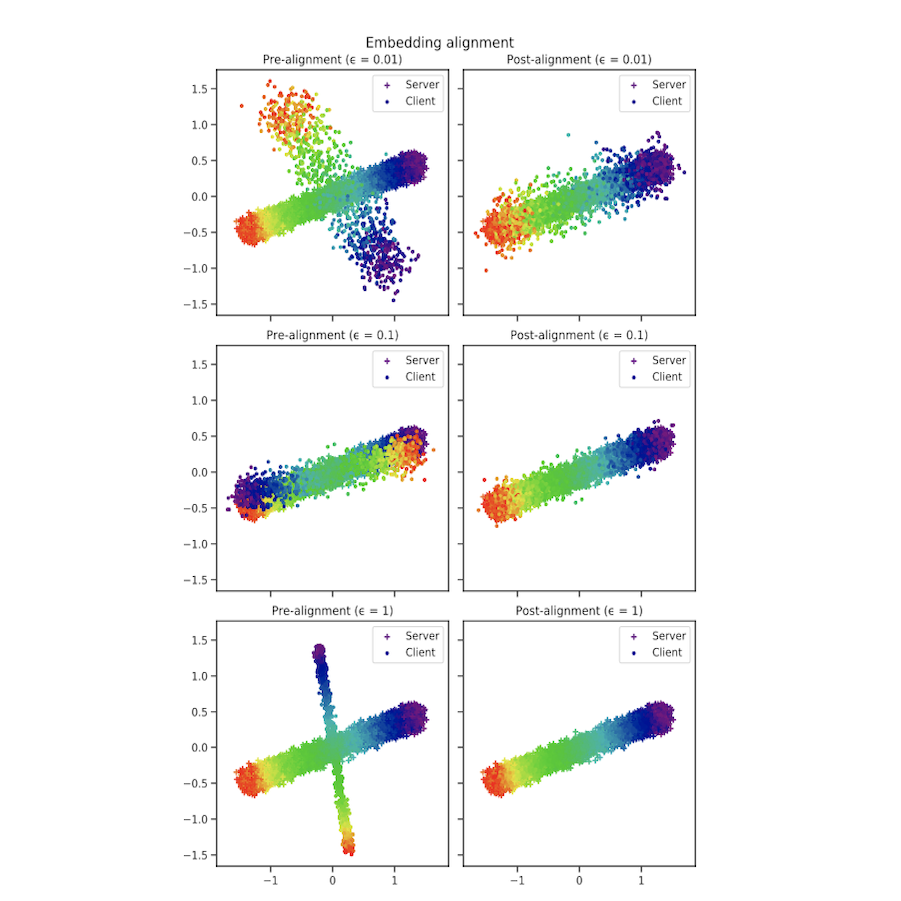 Embedding alignment
Pre-alignment (ϵ = 0.01)
Post-alignment (ϵ = 0.01)
1.5
1.0
0.5
0.0
−0.5
−1.0
−1.5
Server
Client
Server
Client
Pre-alignment (ϵ = 0.1)
Post-alignment (ϵ = 0.1)
1.5
1.0
0.5
0.0
−0.5
−1.0
−1.5
Server
Client
Server
Client
Pre-alignment (ϵ = 1)
Post-alignment (ϵ = 1)
1.5
1.0
0.5
0.0
−0.5
−1.0
−1.5
Server
Client
Server
Client
−1 0 1
−1 0 1